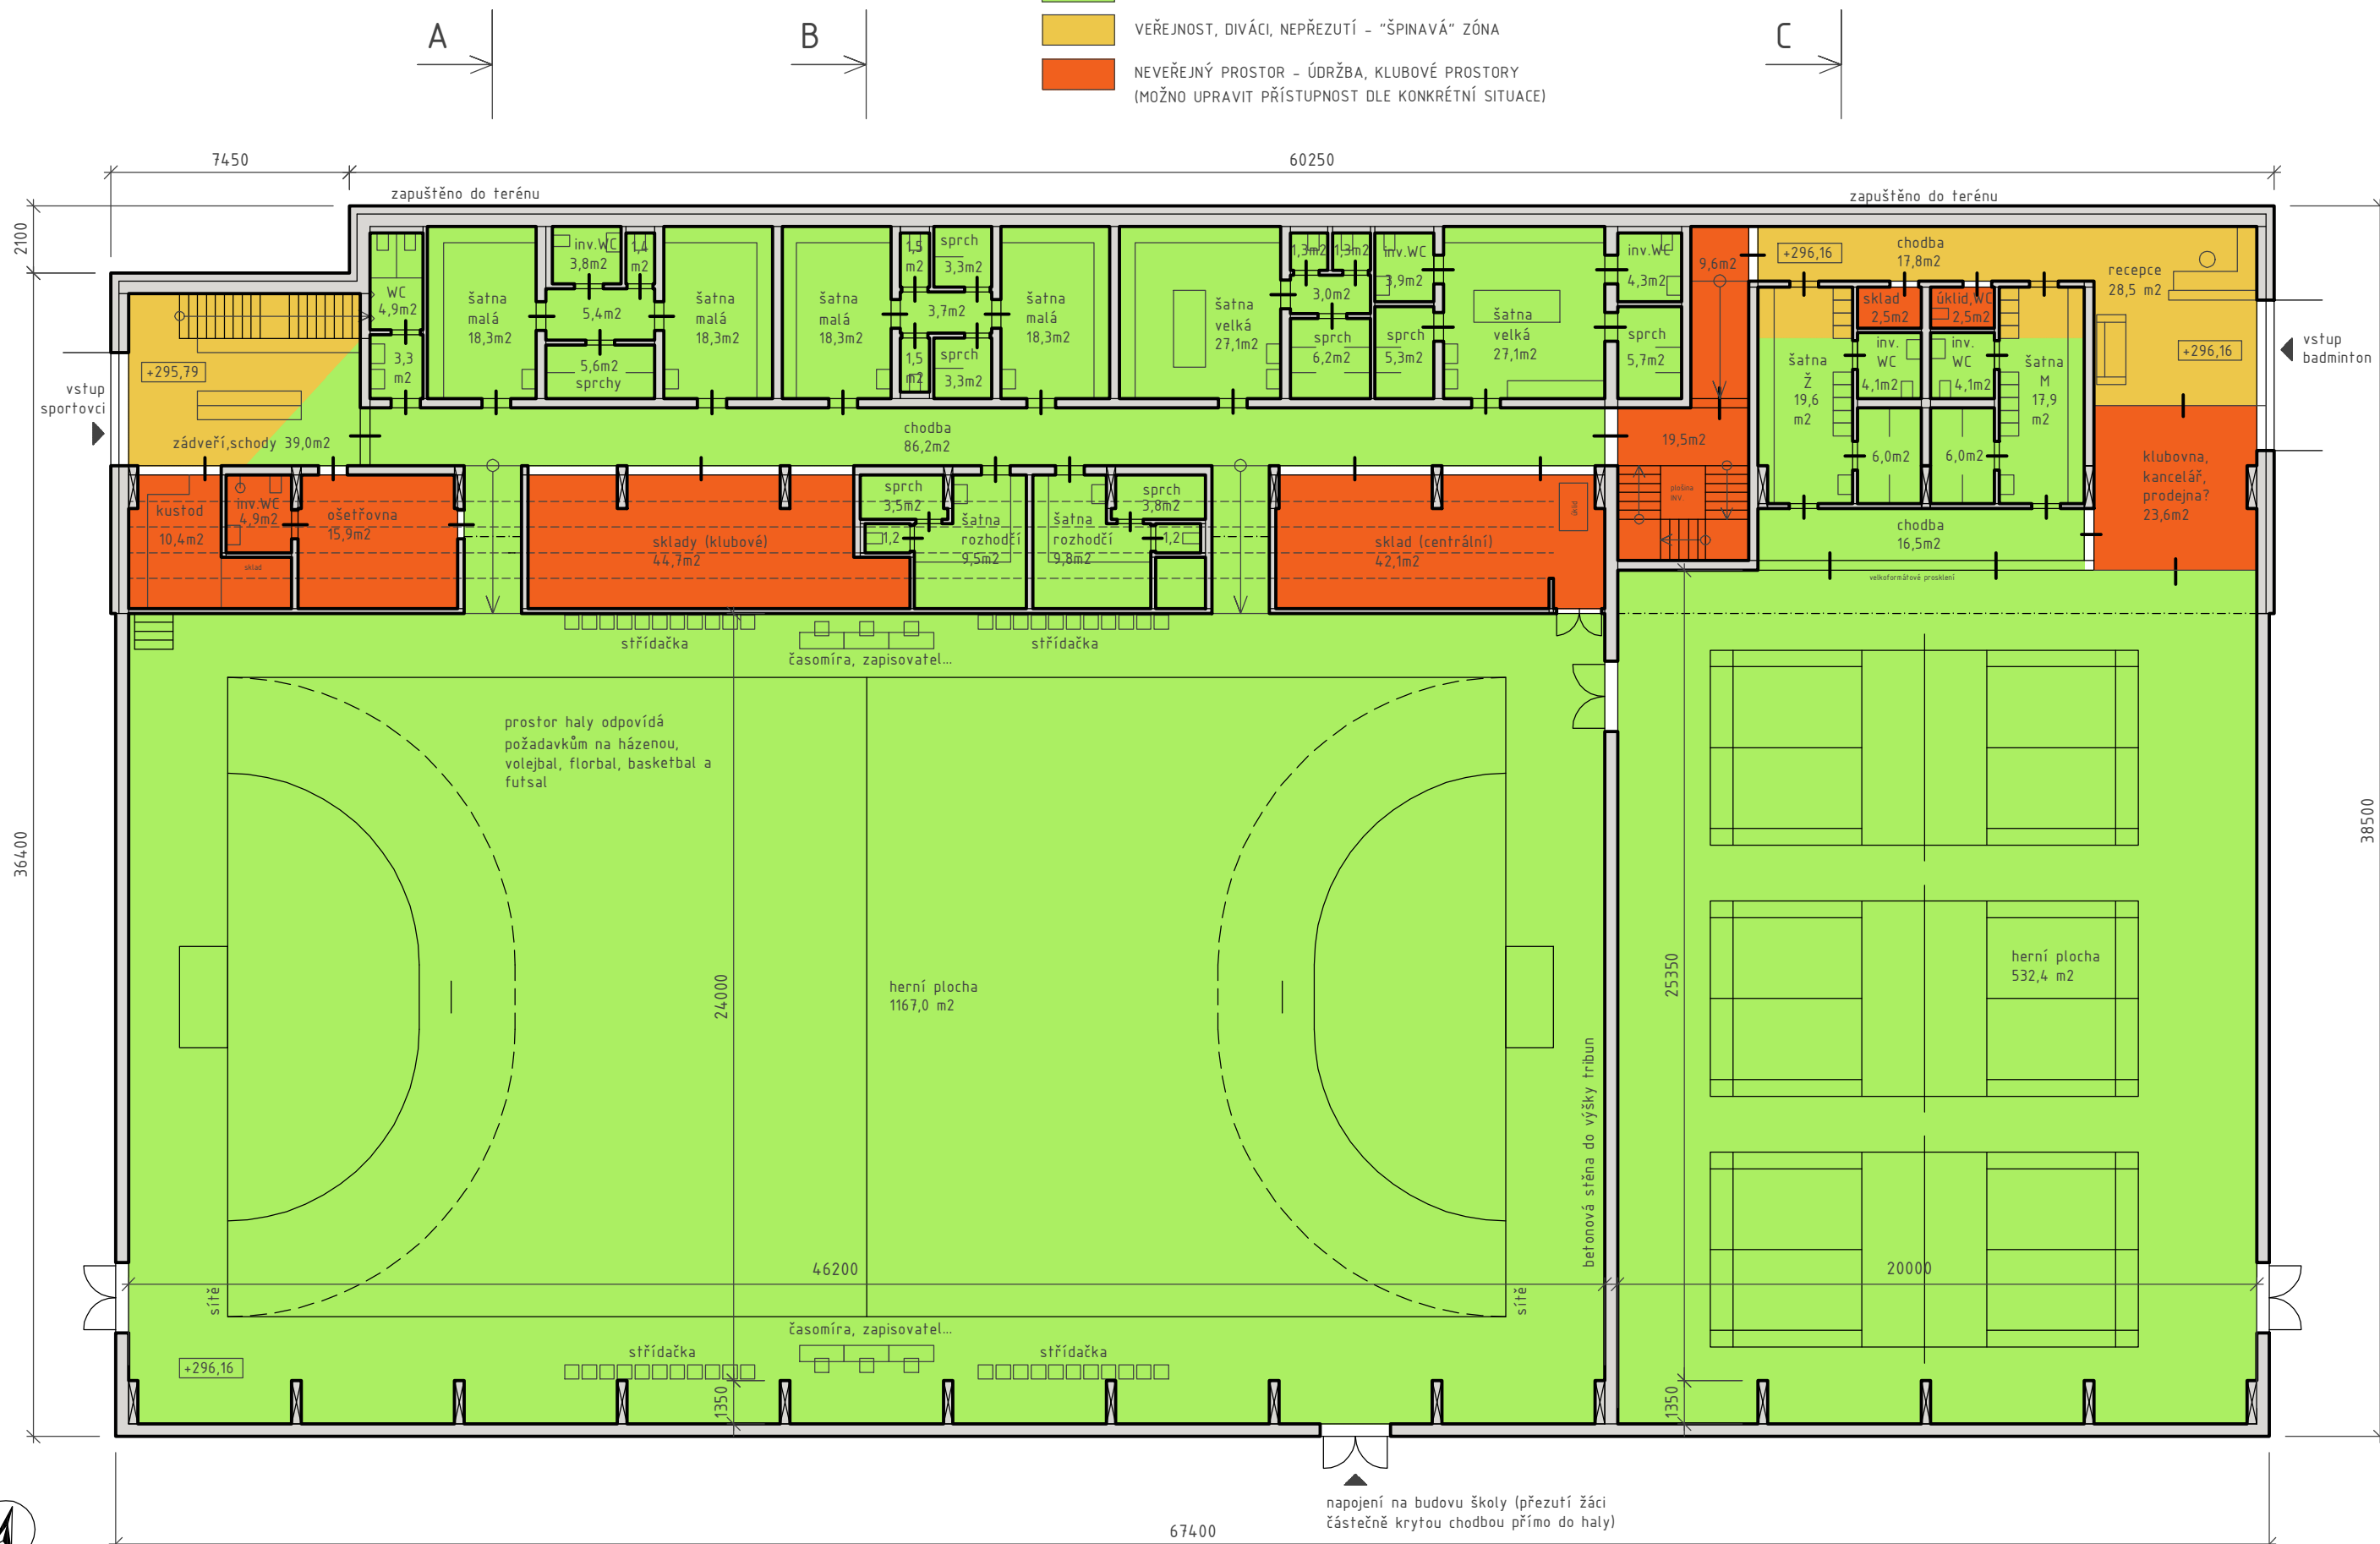 A
B
C
VEŘEJNOST, DIVÁCI, NEPŘEZUTÍ - "ŠPINAVÁ" ZÓNA
NEVEŘEJNÝ PROSTOR - ÚDRŽBA, KLUBOVÉ PROSTORY
(MOŽNO UPRAVIT PŘÍSTUPNOST DLE KONKRÉTNÍ SITUACE)
7450
60250
zapuštěno do terénu
zapuštěno do terénu
2100
36400
38500
+295,79
vstup
sportovci
zádveří,schody 39,0m2
WC
4,9m2
3,3
m2
šatna
malá
18,3m2
inv.WC
3,8m2
1,4
m2
5,4m2
5,6m2
sprchy
šatna
malá
18,3m2
šatna
malá
18,3m2
1,5
m2
sprch
3,3m2
3,7m2
1,5
m2
sprch
3,3m2
šatna
malá
18,3m2
šatna
velká
27,1m2
1,3m2
1,3m2
3,0m2
sprch
6,2m2
inv.WC
3,9m2
sprch
5,3m2
šatna
velká
27,1m2
inv.WC
4,3m2
sprch
5,7m2
9,6m2
+296,16
chodba
17,8m2
recepce
28,5 m2
+296,16
vstup
badminton
sklad
2,5m2
úklid,WC
2,5m2
šatna
Ž
19,6
m2
inv.
WC
4,1m2
inv.
WC
4,1m2
šatna
M
17,9
m2
6,0m2
6,0m2
chodba
86,2m2
19,5m2
plošina
INV.
klubovna,
kancelář,
prodejna?
23,6m2
chodba
16,5m2
velkoformátové prosklení
kustod
10,4m2
inv.WC
4,9m2
sklad
ošetřovna
15,9m2
sklady (klubové)
44,7m2
sprch
3,5m2
1,2
šatna
rozhodčí
9,5m2
šatna
rozhodčí
9,8m2
sprch
3,8m2
1,2
sklad (centrální)
42,1m2
úklid
střídačka
časomíra, zapisovatel...
střídačka
prostor haly odpovídá
požadavkům na házenou,
volejbal, florbal, basketbal a
futsal
24000
herní plocha
1167,0 m2
25350
herní plocha
532,4 m2
betonová stěna do výšky tribun
46200
20000
sítě
sítě
časomíra, zapisovatel...
střídačka
střídačka
+296,16
1350
1350
napojení na budovu školy (přezutí žáci
částečně krytou chodbou přímo do haly)
67400